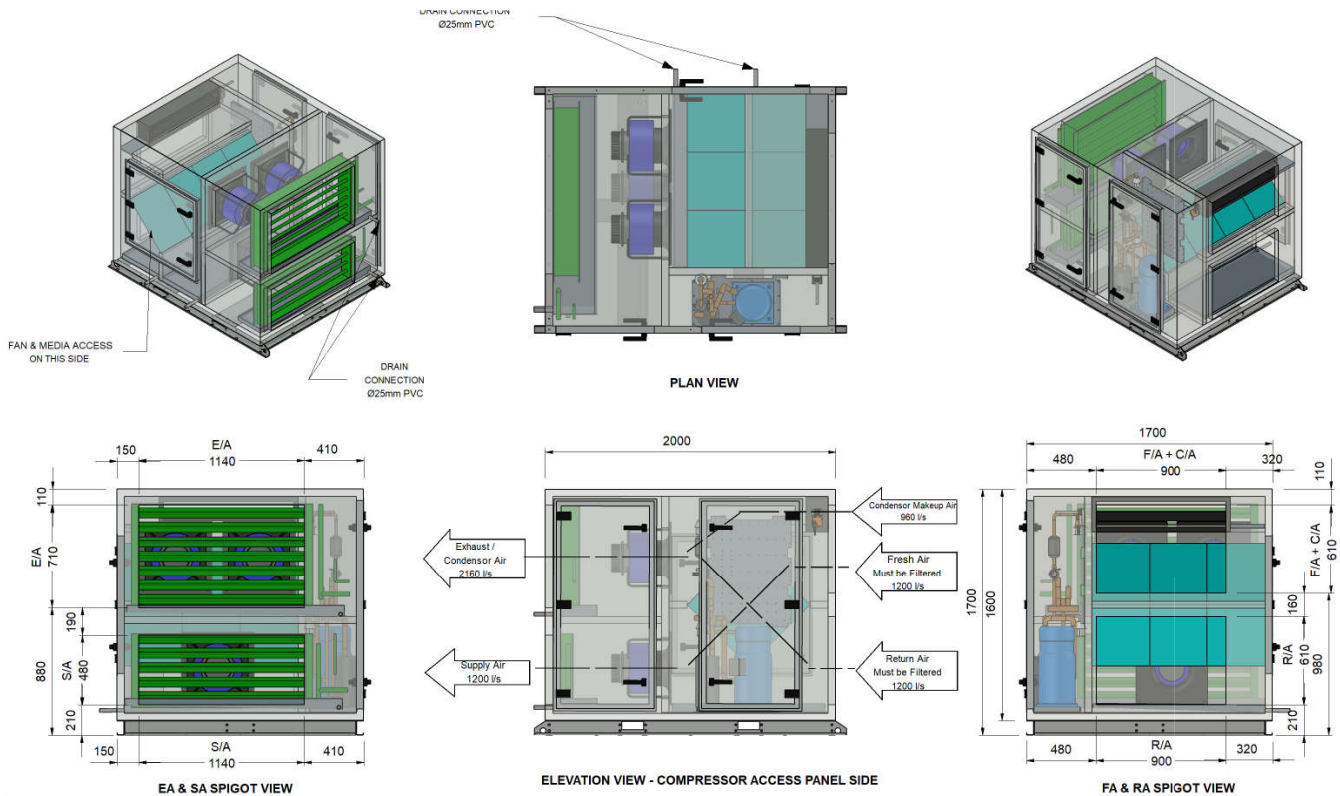 DRAIN CONNECTION
Ø25mm PVC
FAN & MEDIA ACCESS
ON THIS SIDE
DRAIN
CONNECTION
Ø25mm PVC
PLAN VIEW
150
E/A
1140
410
110
E/A
710
190
S/A
480
880
210
150
S/A
1140
410
EA & SA SPIGOT VIEW
2000
Exhaust /
Condensor Air
2160 l/s
Supply Air
1200 l/s
Condensor Makeup Air
960 l/s
Fresh Air
Must be Filtered
1200 l/s
Return Air
Must be Filtered
1200 l/s
ELEVATION VIEW - COMPRESSOR ACCESS PANEL SIDE
1700
F/A + C/A
480
900
320
110
1700
1600
F/A + C/A
610
160
R/A
610
980
210
480
R/A
900
320
FA & RA SPIGOT VIEW